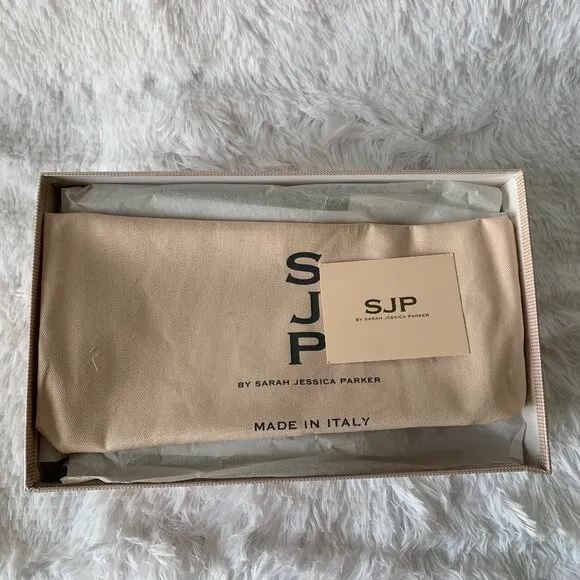 S
J
P
BY SARAH JESSICA PARKER
MADE IN ITALY
SJP
BY SARAH JESSICA PARKER